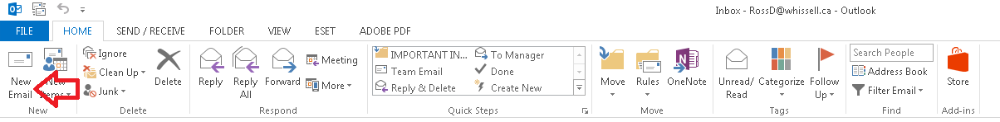 Inbox - RossD@whissell.ca - Outlook
FILE HOME SEND / RECEIVE FOLDER VIEW ESET ADOBE PDF
New Email
New Items
Ignore
Clean Up
Junk
Delete
Reply
Reply All
Forward
Meeting
More
IMPORTANT IN...
Team Email
Reply & Delete
To Manager
Done
Create New
Move
Rules
OneNote
Unread/ Read
Categorize
Follow Up
Search People
Address Book
Filter Email
Store
New Delete Respond Quick Steps Move Tags Find Add-ins